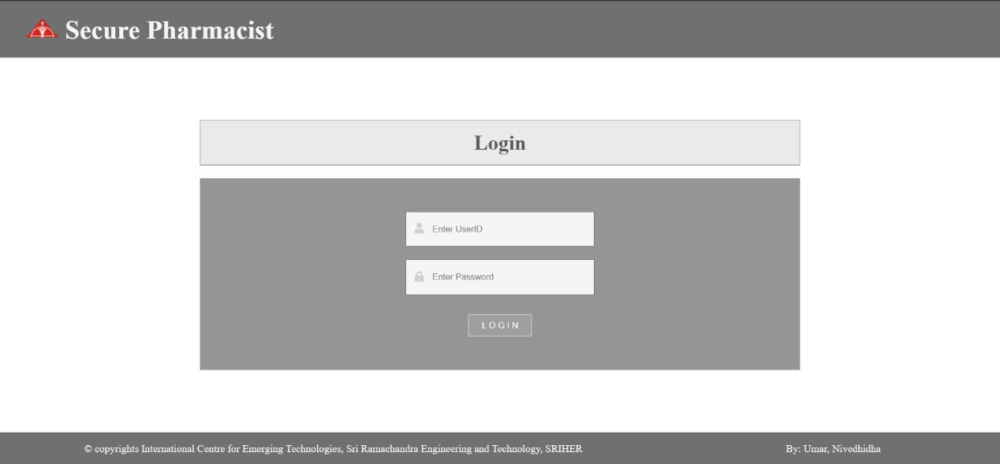 Secure Pharmacist
Login
Enter UserID
Enter Password
LOGIN
© copyrights International Centre for Emerging Technologies, Sri Ramachandra Engineering and Technology, SRIHER
By: Umar, Nivedhidha